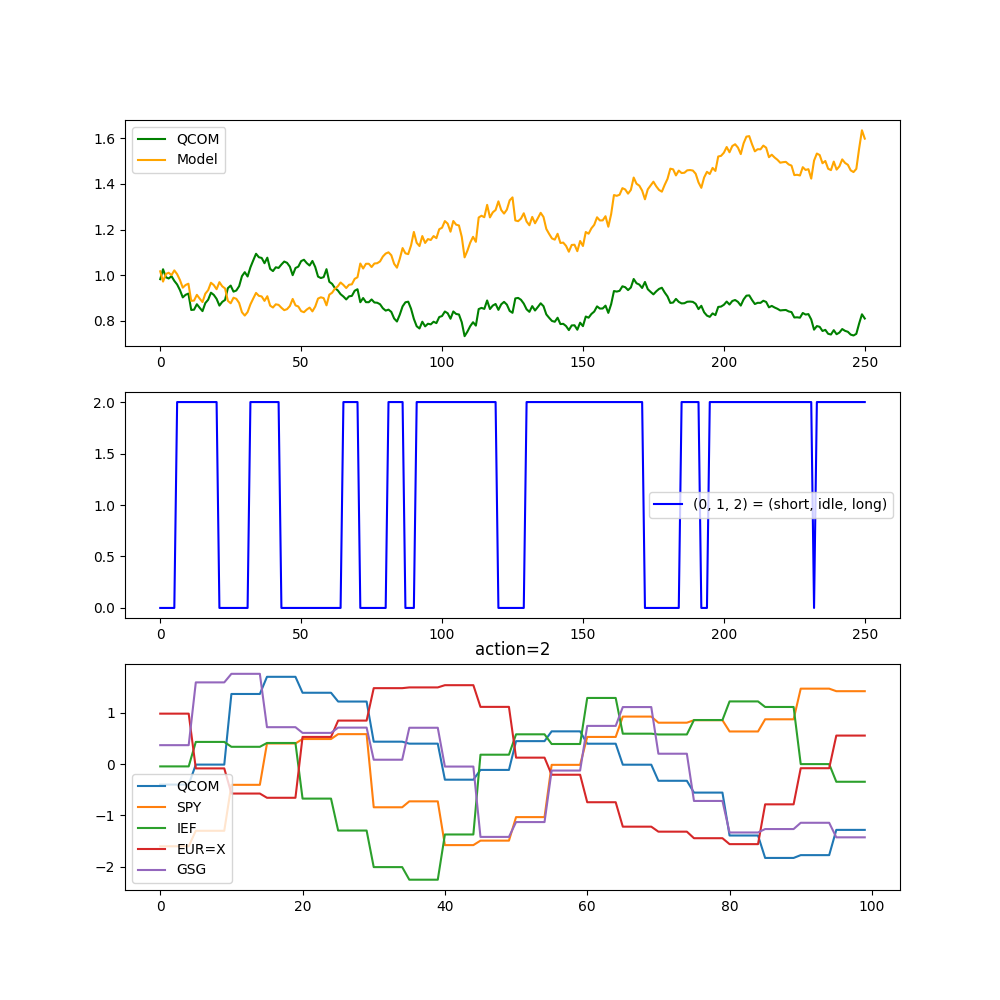 QCOM
Model
1.6
1.4
1.2
1.0
0.8
0 50 100 150 200 250
2.0
1.5
1.0
0.5
0.0
(0, 1, 2) = (short, idle, long)
0 50 100 150 200 250
action=2
1
0
−1
−2
QCOM
SPY
IEF
EUR=X
GSG
0 20 40 60 80 100